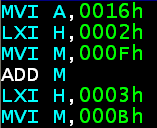 MVI A,0016h
LXI H,0002h
MVI M,000Fh
ADD M
LXI H,0003h
MVI M,000Bh